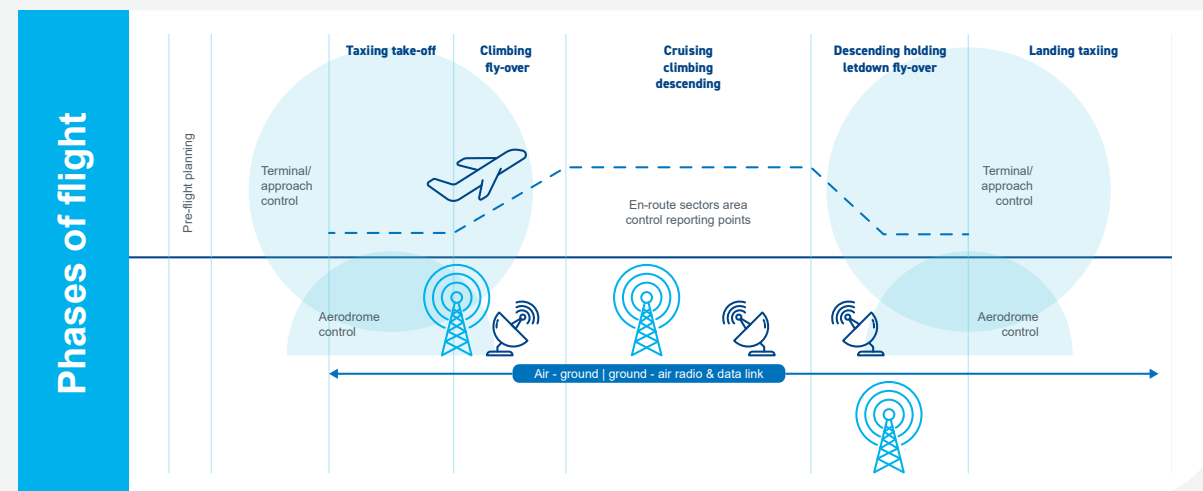 Phases of flight
Pre-flight planning
Taxiing take-off
Climbing
fly-over
Cruising
climbing
descending
Descending holding
letdown fly-over
Landing taxiing
Terminal/
approach
control
En-route sectors area
control reporting points
Terminal/
approach
control
Aerodrome
control
Aerodrome
control
Air - ground | ground - air radio & data link